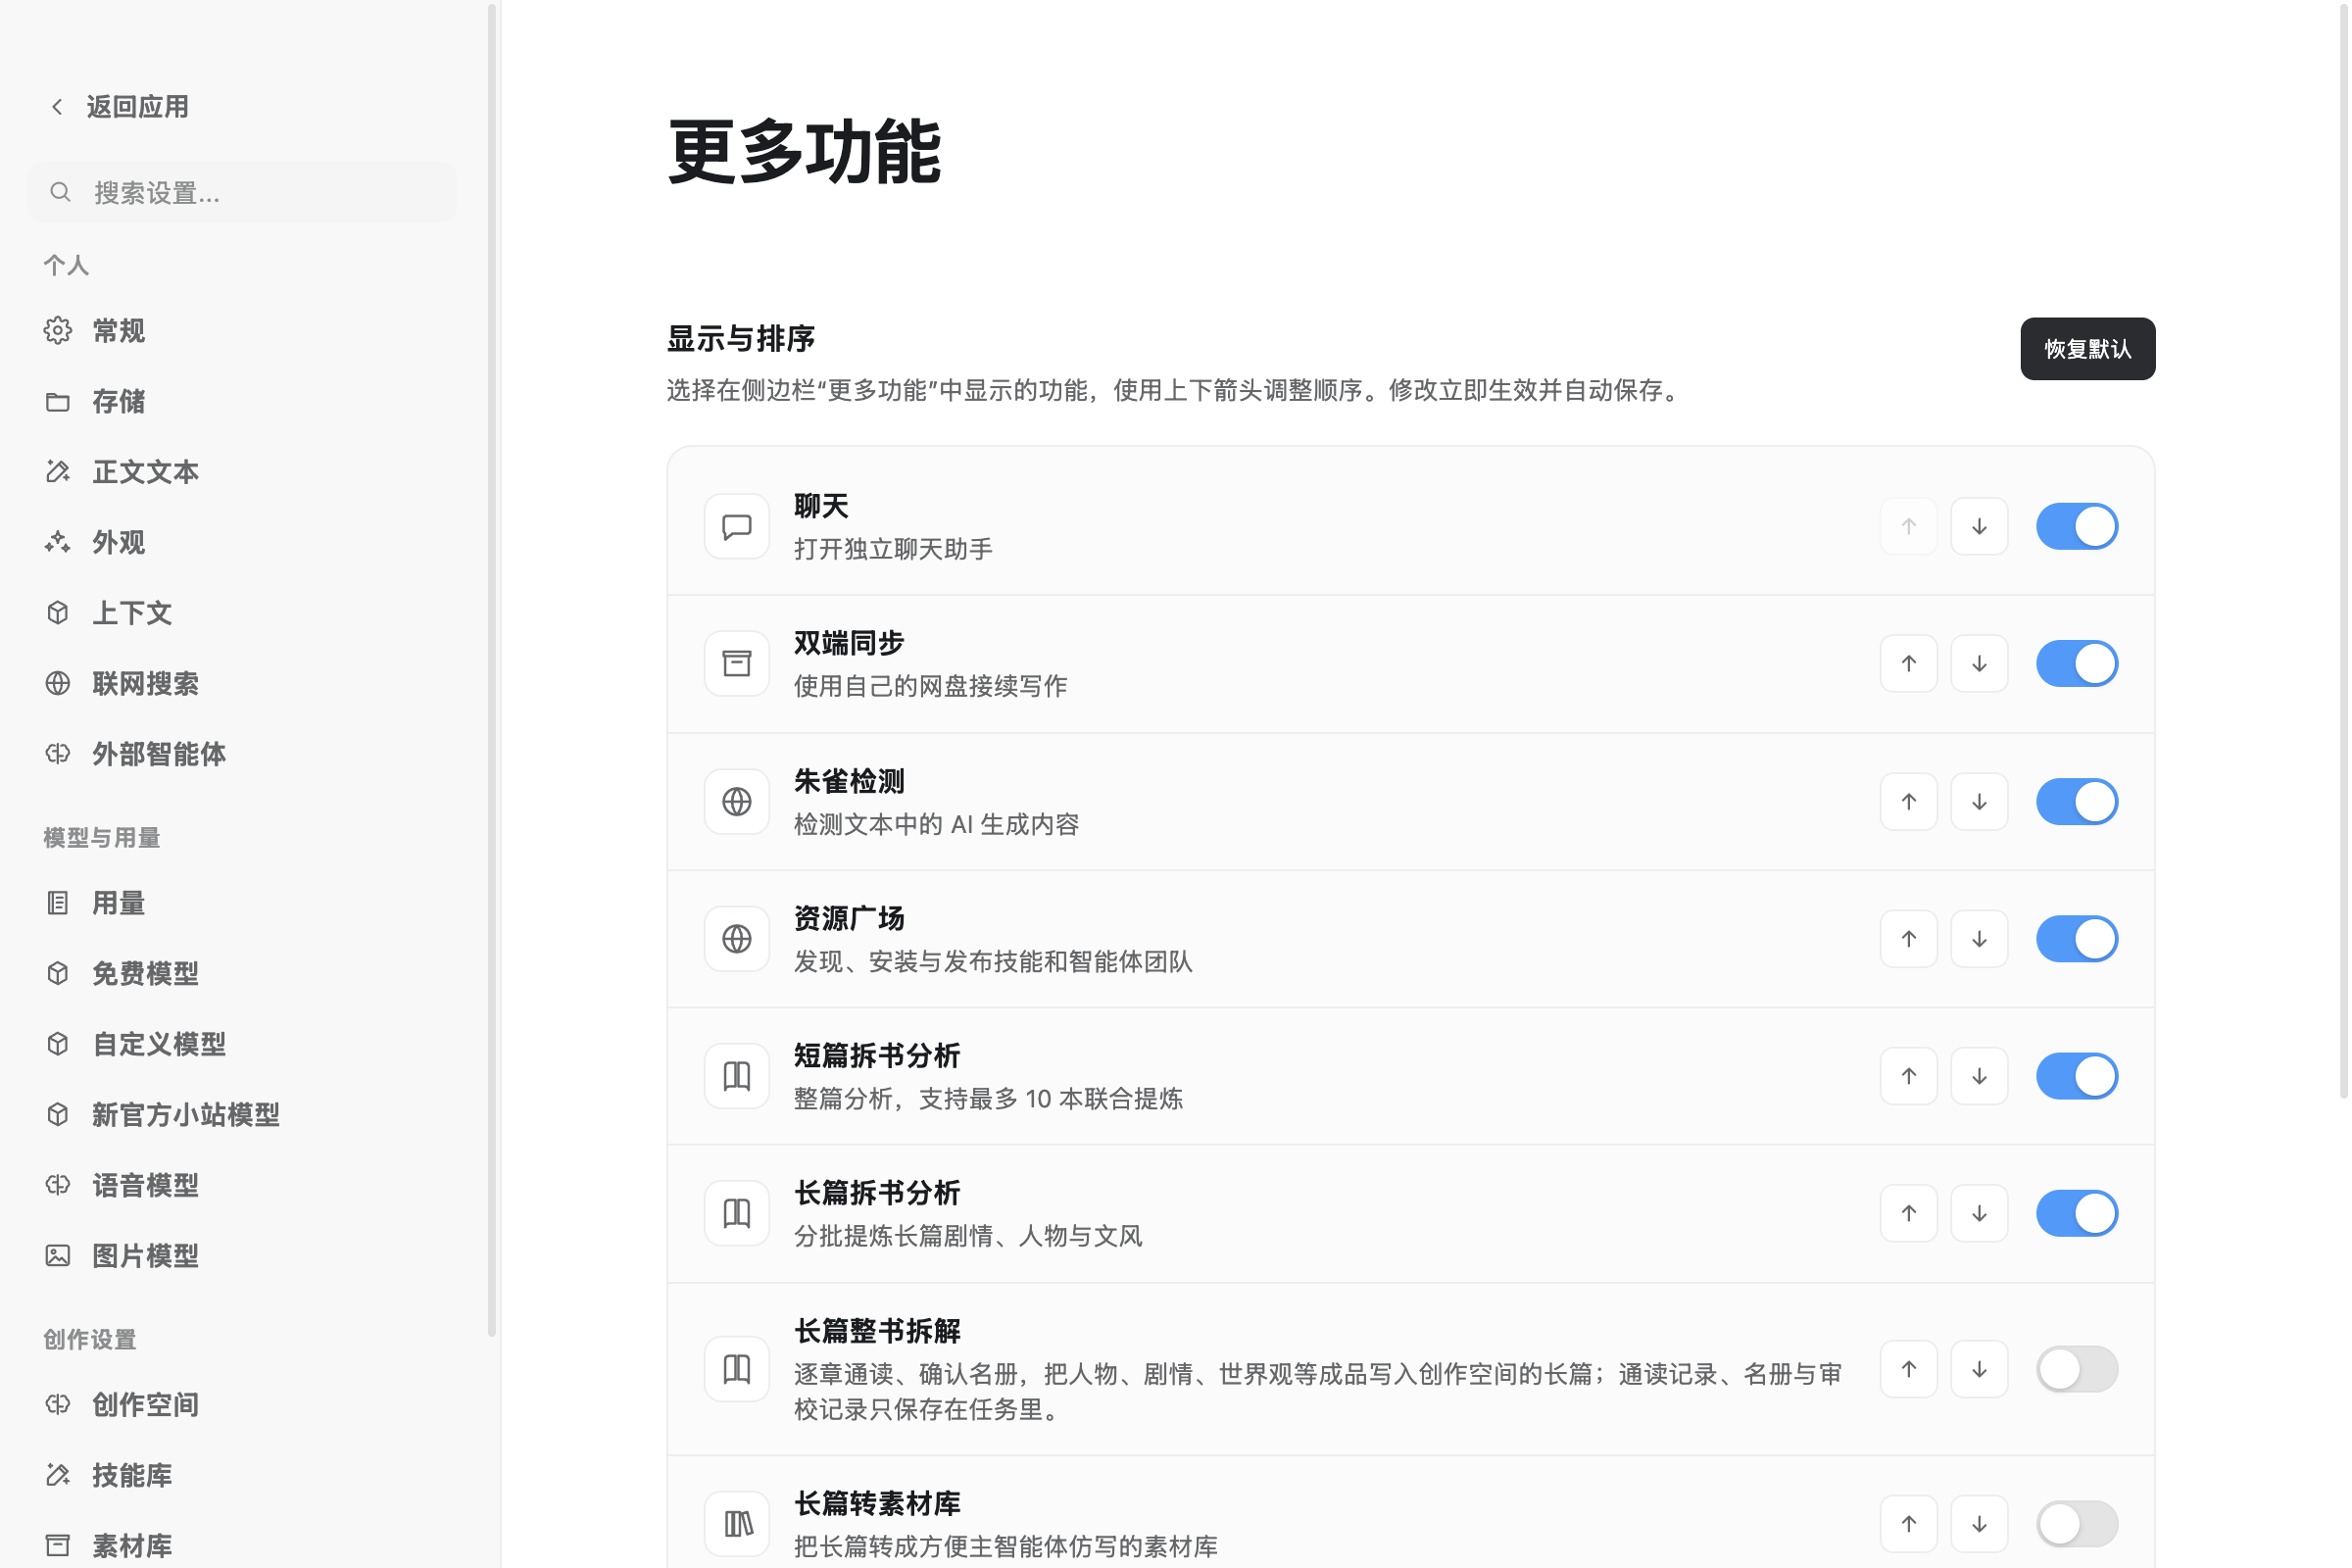 返回应用
搜索设置...
个人
常规
存储
正文文本
外观
上下文
联网搜索
外部智能体
模型与用量
用量
免费模型
自定义模型
新官方小站模型
语音模型
图片模型
创作设置
创作空间
技能库
素材库
更多功能
显示与排序
选择在侧边栏“更多功能”中显示的功能，使用上下箭头调整顺序。修改立即生效并自动保存。
恢复默认
聊天
打开独立聊天助手
双端同步
使用自己的网盘接续写作
朱雀检测
检测文本中的 AI 生成内容
资源广场
发现、安装与发布技能和智能体团队
短篇拆书分析
整篇分析，支持最多 10 本联合提炼
长篇拆书分析
分批提炼长篇剧情、人物与文风
长篇整书拆解
逐章通读、确认名册，把人物、剧情、世界观等成品写入创作空间的长篇；通读记录、名册与审
校记录只保存在任务里。
长篇转素材库
把长篇转成方便主智能体仿写的素材库